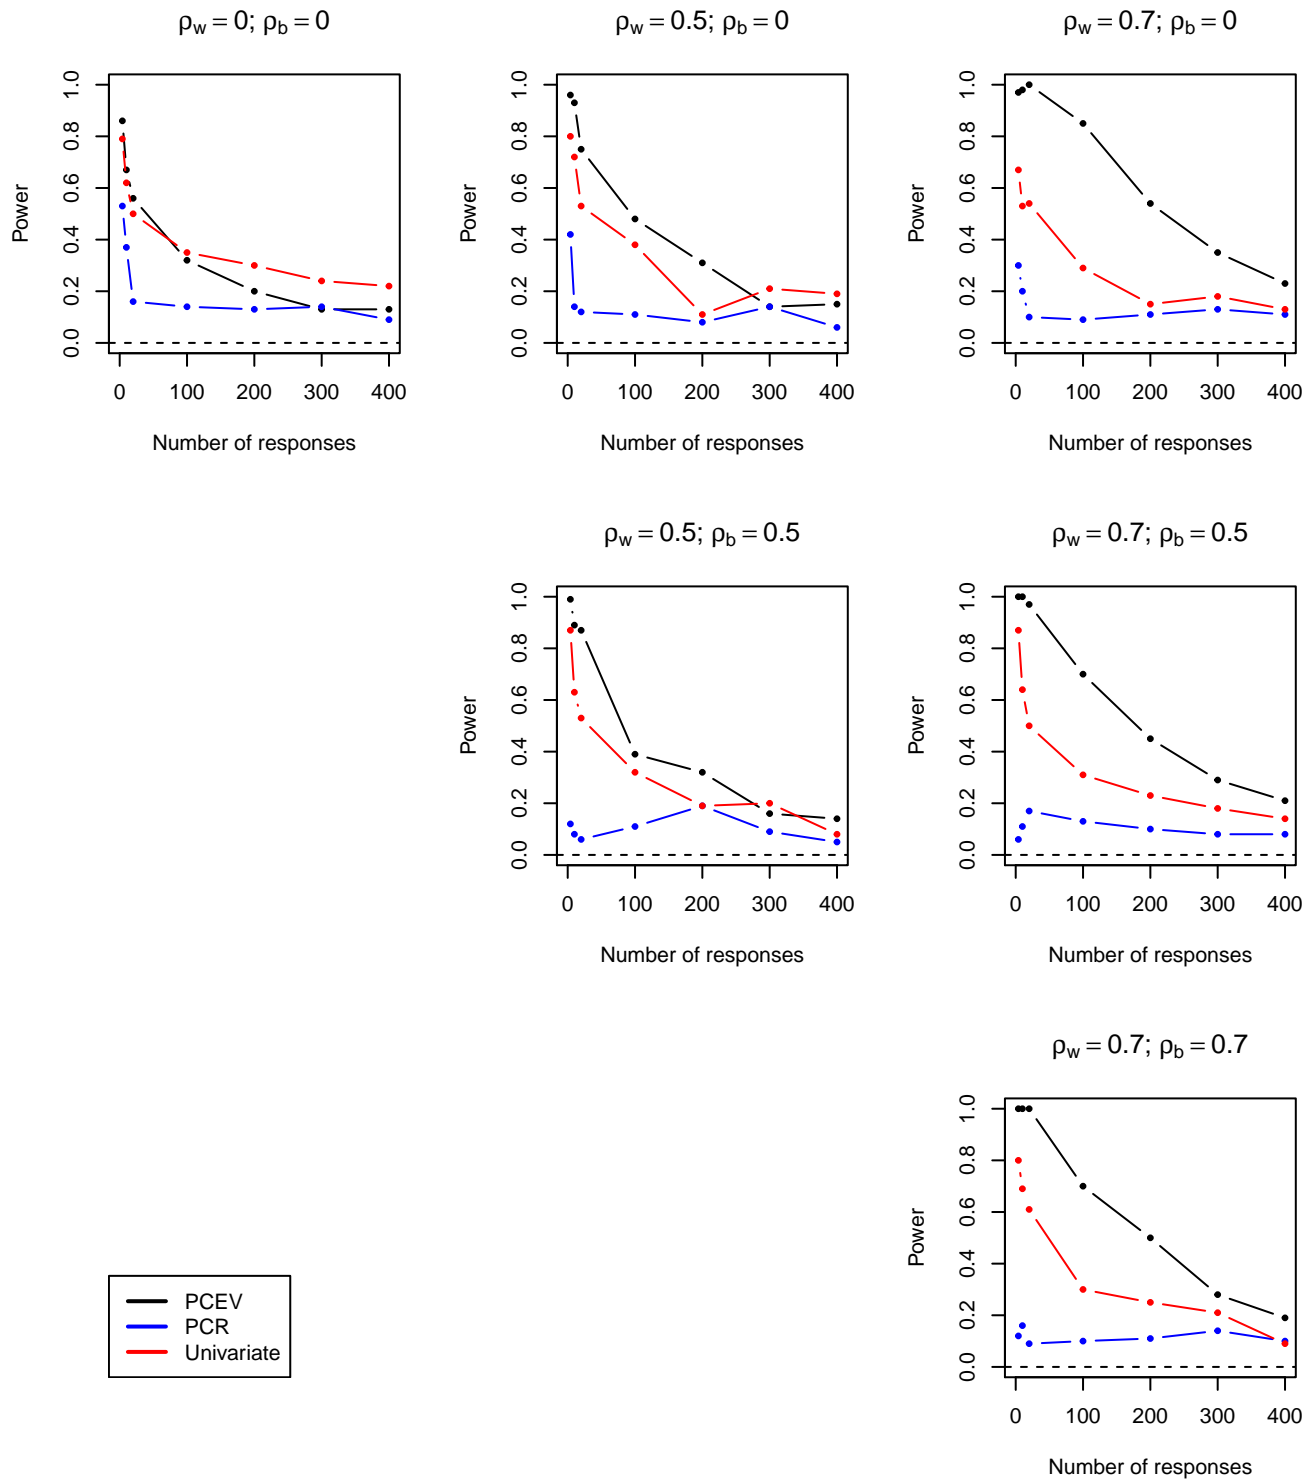 ρw = 0; ρb = 0
1.0
0.8
0.6
0.4
0.2
0.0
Power
0 100 200 300 400
Number of responses
ρw = 0.5; ρb = 0
1.0
0.8
0.6
0.4
0.2
0.0
Power
0 100 200 300 400
Number of responses
ρw = 0.7; ρb = 0
1.0
0.8
0.6
0.4
0.2
0.0
Power
0 100 200 300 400
Number of responses
ρw = 0.5; ρb = 0.5
1.0
0.8
0.6
0.4
0.2
0.0
Power
0 100 200 300 400
Number of responses
ρw = 0.7; ρb = 0.5
1.0
0.8
0.6
0.4
0.2
0.0
Power
0 100 200 300 400
Number of responses
ρw = 0.7; ρb = 0.7
1.0
0.8
0.6
0.4
0.2
0.0
Power
0 100 200 300 400
Number of responses
PCEV
PCR
Univariate